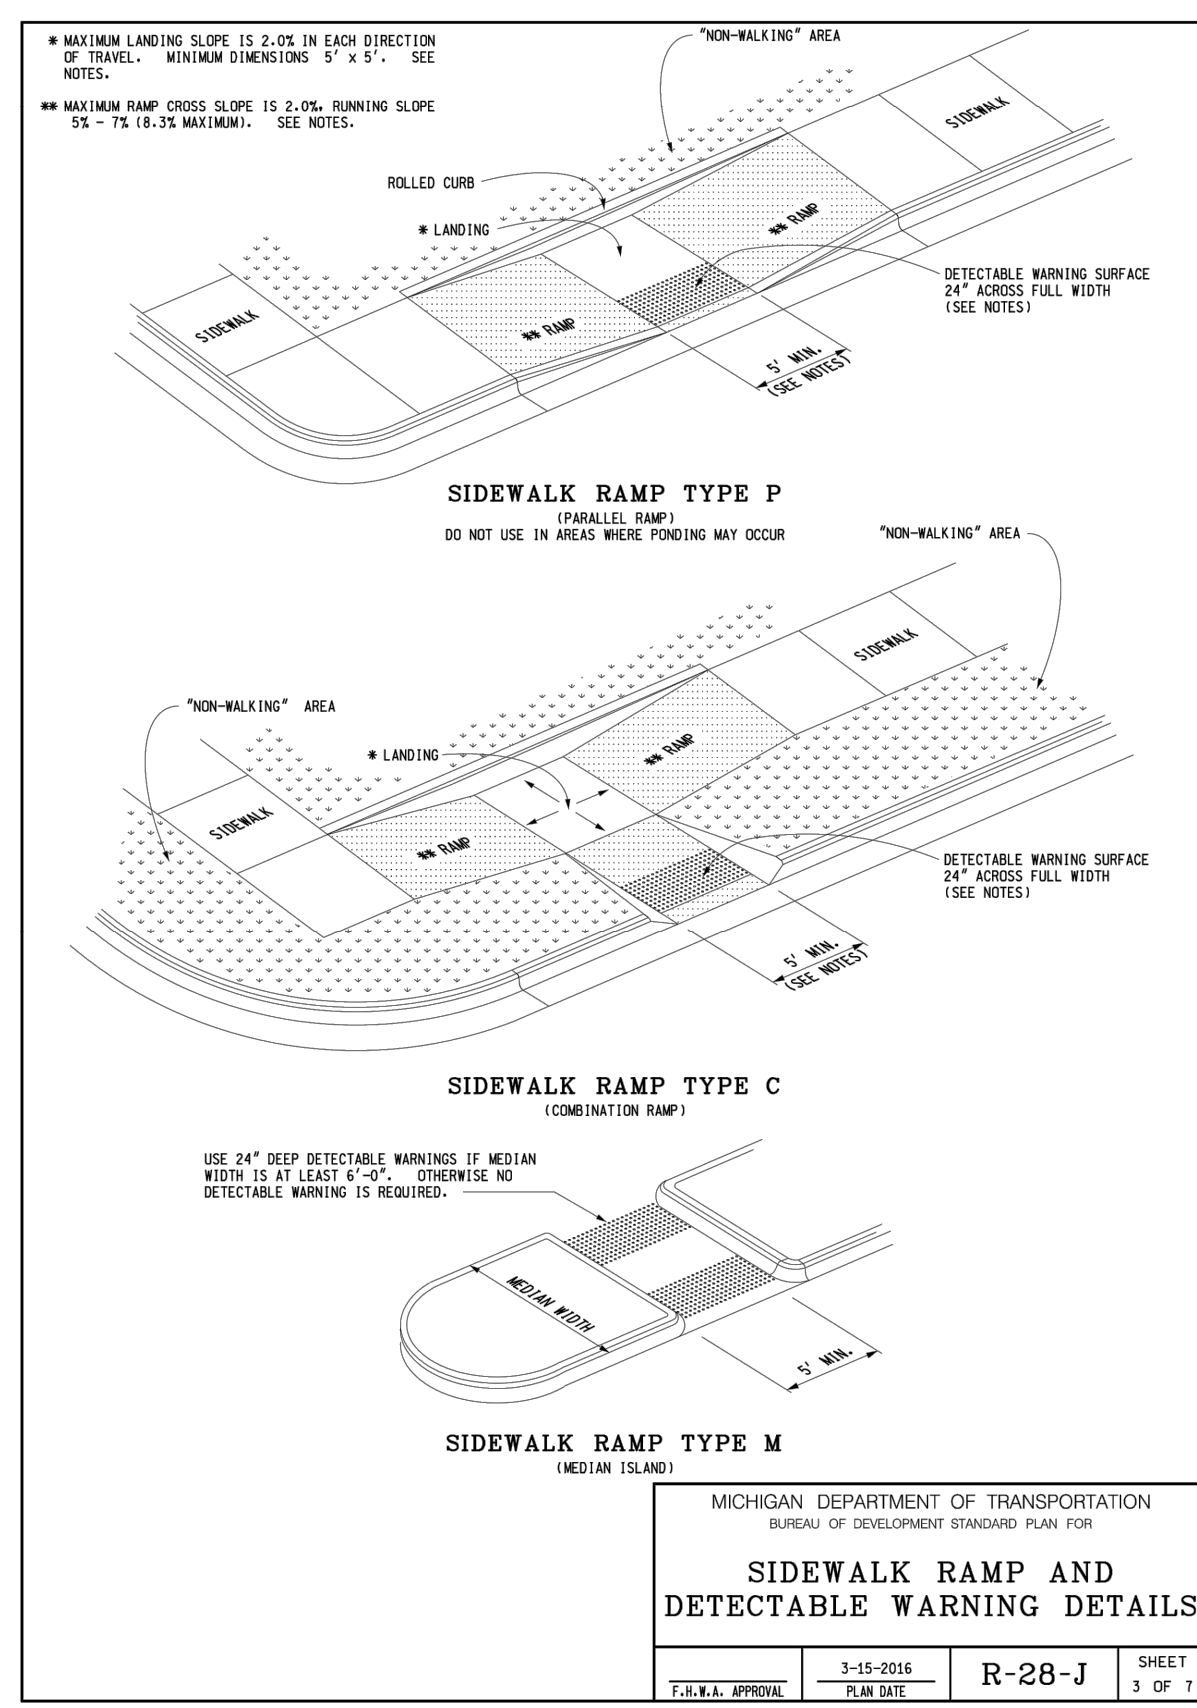 * MAXIMUM LANDING SLOPE IS 2.0% IN EACH DIRECTION
OF TRAVEL. MINIMUM DIMENSIONS 5' x 5'. SEE
NOTES.
** MAXIMUM RAMP CROSS SLOPE IS 2.0%, RUNNING SLOPE
5% - 7% (8.3% MAXIMUM). SEE NOTES.
"NON-WALKING" AREA
SIDEWALK
ROLLED CURB
* LANDING
** RAMP
DETECTABLE WARNING SURFACE
24" ACROSS FULL WIDTH
(SEE NOTES)
SIDEWALK
** RAMP
5' MIN.
(SEE NOTES)
SIDEWALK RAMP TYPE P
(PARALLEL RAMP)
DO NOT USE IN AREAS WHERE PONDING MAY OCCUR
"NON-WALKING" AREA
SIDEWALK
"NON-WALKING" AREA
* LANDING
** RAMP
SIDEWALK
** RAMP
DETECTABLE WARNING SURFACE
24" ACROSS FULL WIDTH
(SEE NOTES)
5' MIN.
(SEE NOTES)
SIDEWALK RAMP TYPE C
(COMBINATION RAMP)
USE 24" DEEP DETECTABLE WARNINGS IF MEDIAN
WIDTH IS AT LEAST 6'-0". OTHERWISE NO
DETECTABLE WARNING IS REQUIRED.
MEDIAN WIDTH
5' MIN.
SIDEWALK RAMP TYPE M
(MEDIAN ISLAND)
MICHIGAN DEPARTMENT OF TRANSPORTATION
BUREAU OF DEVELOPMENT STANDARD PLAN FOR
SIDEWALK RAMP AND
DETECTABLE WARNING DETAILS
F.H.W.A. APPROVAL
3-15-2016
PLAN DATE
R-28-J
SHEET
3 OF 7